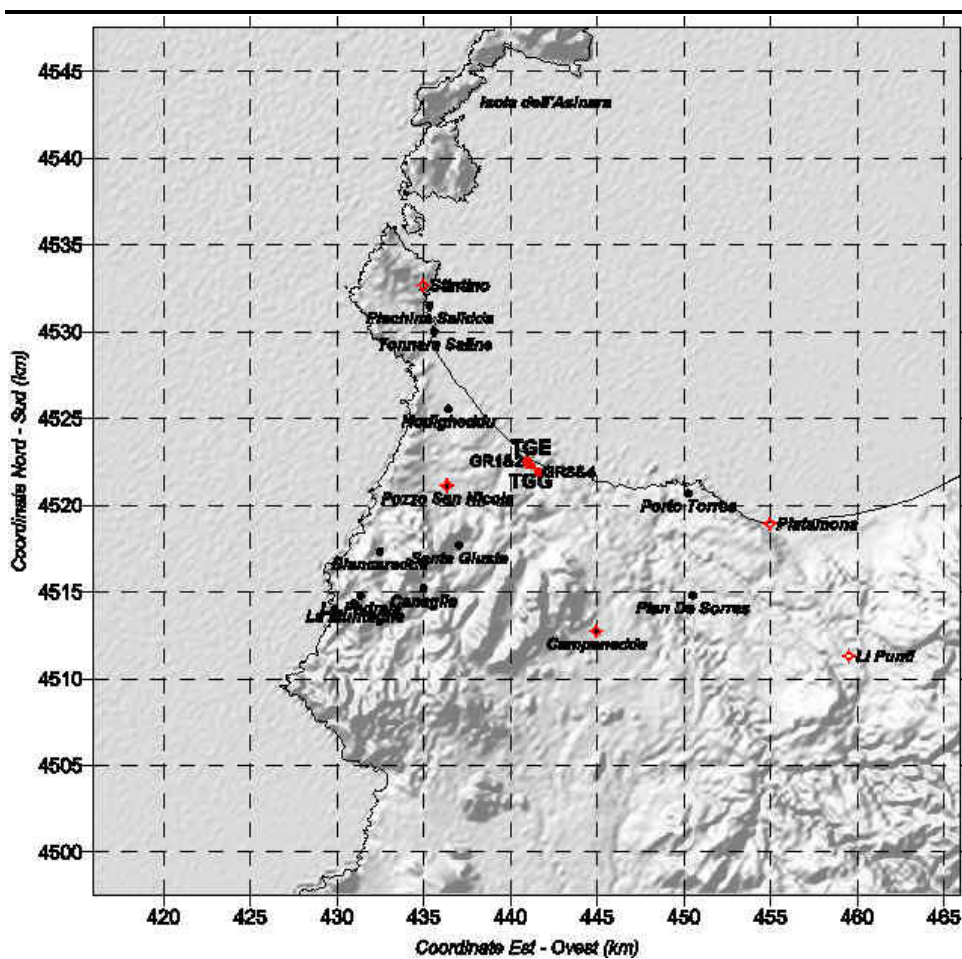 4545
Isola dell'Asinara
4540
4535
Stintino
Pischina Salidda
4530
Tonnara Saline
4525
Nodigheddu
TGE
GR1&2
GR3&4
TGG
Pozzo San Nicola
4520
Porto Torres
Platamona
Biancareddu
Santa Giusta
4515
Canaglia
La Pedraia
Pian De Sorres
Campanedda
Li Punti
4510
4505
4500
420
425
430
435
440
445
450
455
460
465
Coordinate Est - Ovest (km)
Coordinate Nord - Sud (km)